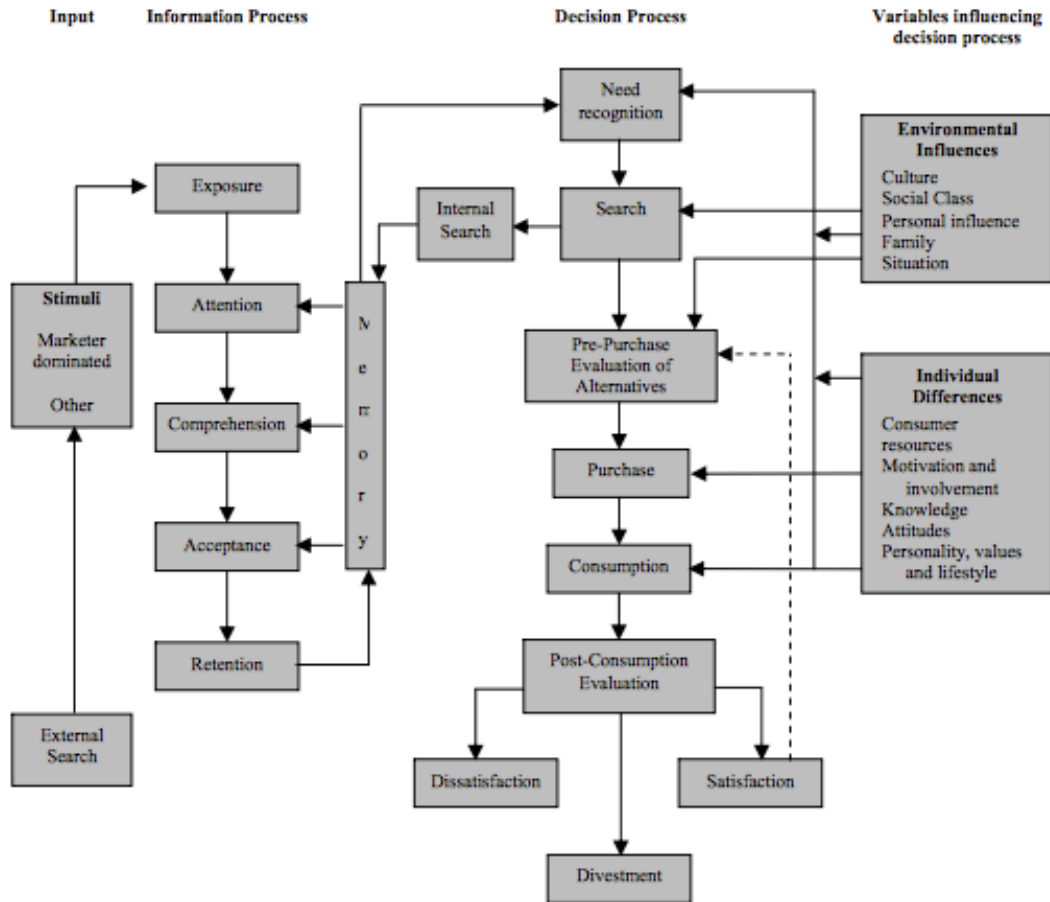 Input
Information Process
Decision Process
Variables influencing
decision process
Need
recognition
Environmental
Influences
Culture
Social Class
Personal influence
Family
Situation
Exposure
Internal
Search
Search
Stimuli
Marketer
dominated
Other
Attention
M
e
m
o
r
y
Pre-Purchase
Evaluation of
Alternatives
Individual
Differences
Consumer
resources
Motivation and
involvement
Knowledge
Attitudes
Personality, values
and lifestyle
Comprehension
Purchase
Acceptance
Consumption
Retention
Post-Consumption
Evaluation
External
Search
Dissatisfaction
Satisfaction
Divestment